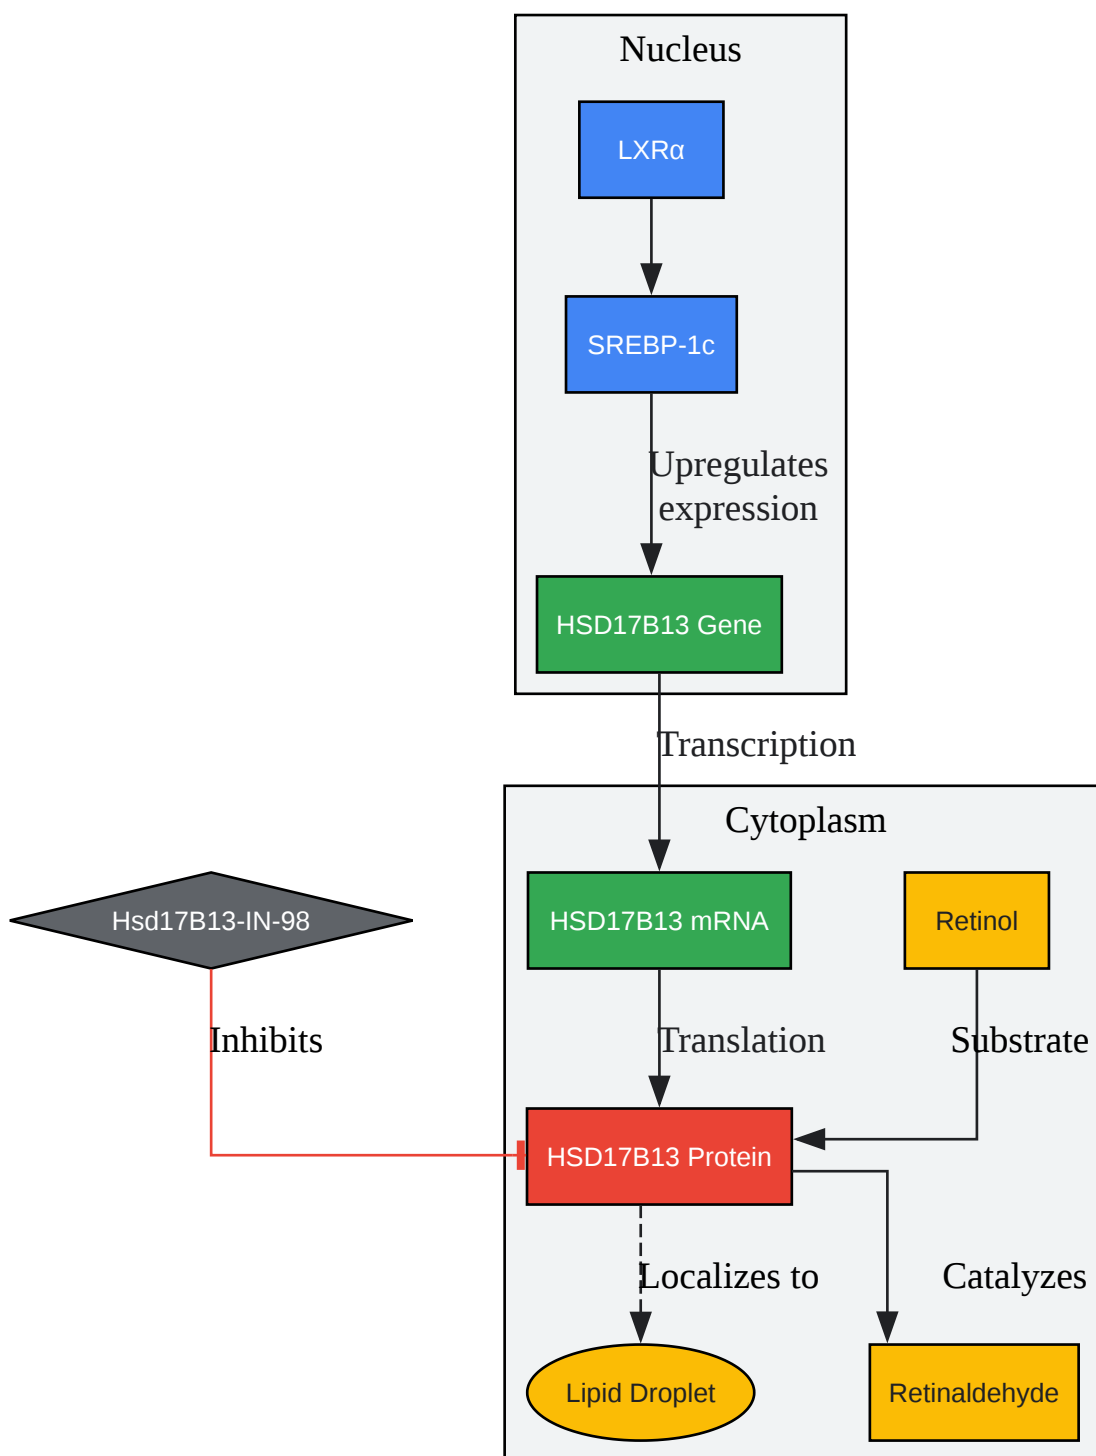 Nucleus
LXRα
SREBP-1c
Upregulates
expression
HSD17B13 Gene
Transcription
Cytoplasm
Hsd17B13-IN-98
HSD17B13 mRNA
Retinol
Inhibits
Translation
Substrate
HSD17B13 Protein
Localizes to
Catalyzes
Lipid Droplet
Retinaldehyde